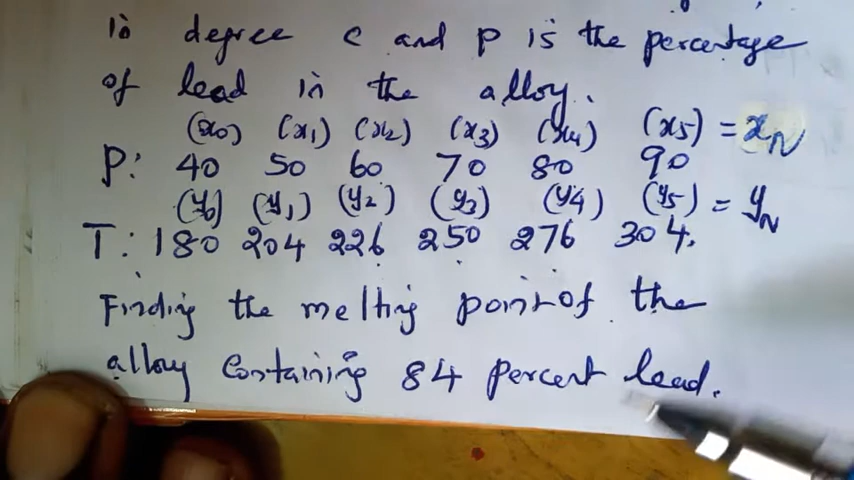 in degree c and p is the percentage
of lead in the alloy.
(x0) (x1) (x2) (x3) (x4) (x5) = xN
P: 40 50 60 70 80 90
(y0) (y1) (y2) (y3) (y4) (y5) = yN
T: 180 204 226 250 276 304.
Finding the melting point of the
alloy containing 84 percent lead.